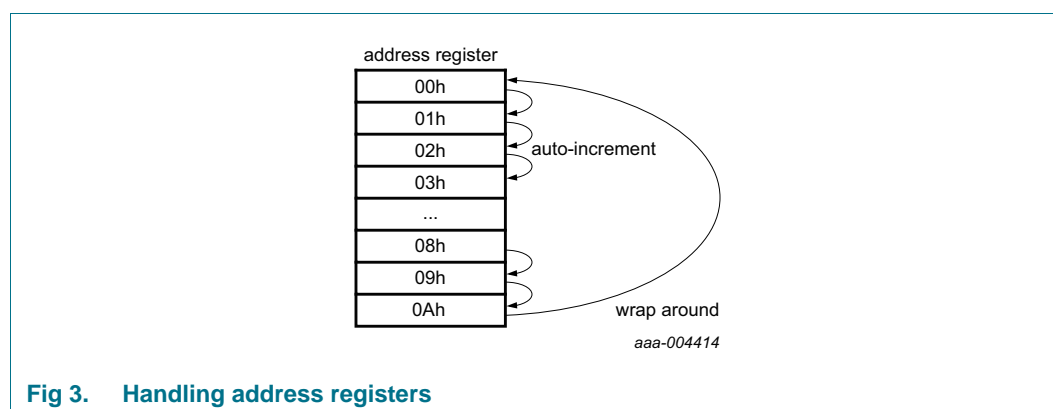 address register
00h
01h
02h
auto-increment
03h
...
08h
09h
0Ah
wrap around
aaa-004414
Fig 3. Handling address registers